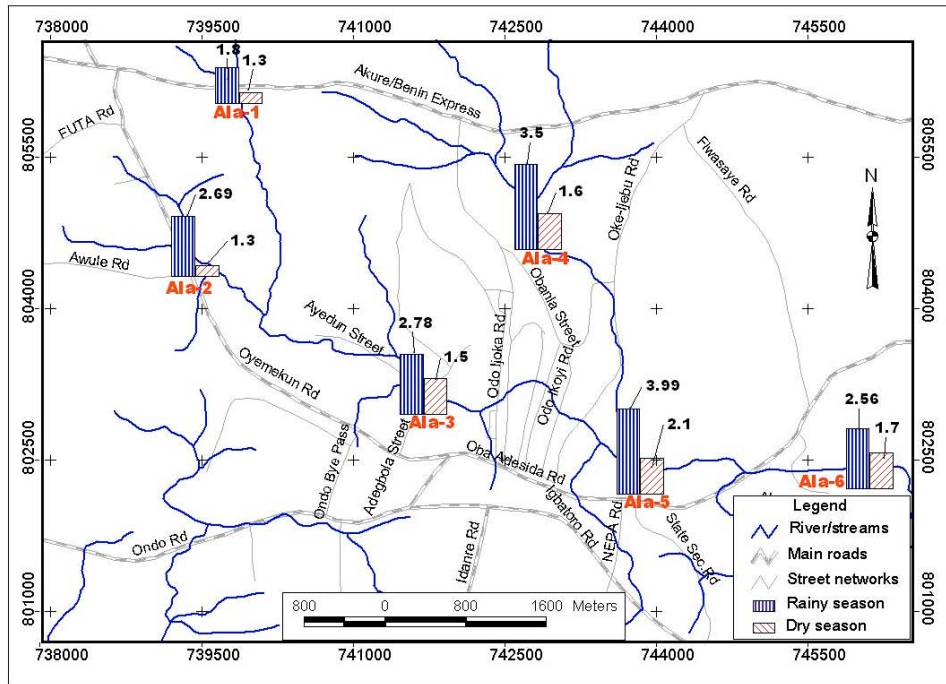 738000 739500 741000 742500 744000 745500
1.8
1.3
Ala-1
Akure/Benin Express
FUTA Rd
805500
805500
3.5
1.6
Ala-4
Oke-Ijebu Rd
Fiwasaye Rd
N
2.69
1.3
Ala-2
Awule Rd
804000
804000
Obanla Street
Ayedun Street
2.78
1.5
Ala-3
Odo Ijoka Rd
Odo Ikoyi Rd
Oyemekun Rd
3.99
2.1
Ala-5
2.56
1.7
Ala-6
802500
802500
Ondo Bye Pass
Adegbola Street
Oba Adesida Rd
Igbatoro Rd
NEPA Rd
State Sec.Rd
Ondo Rd
Idanre Rd
801000
801000
800 0 800 1600 Meters
Legend
River/streams
Main roads
Street networks
Rainy season
Dry season
738000 739500 741000 742500 744000 745500